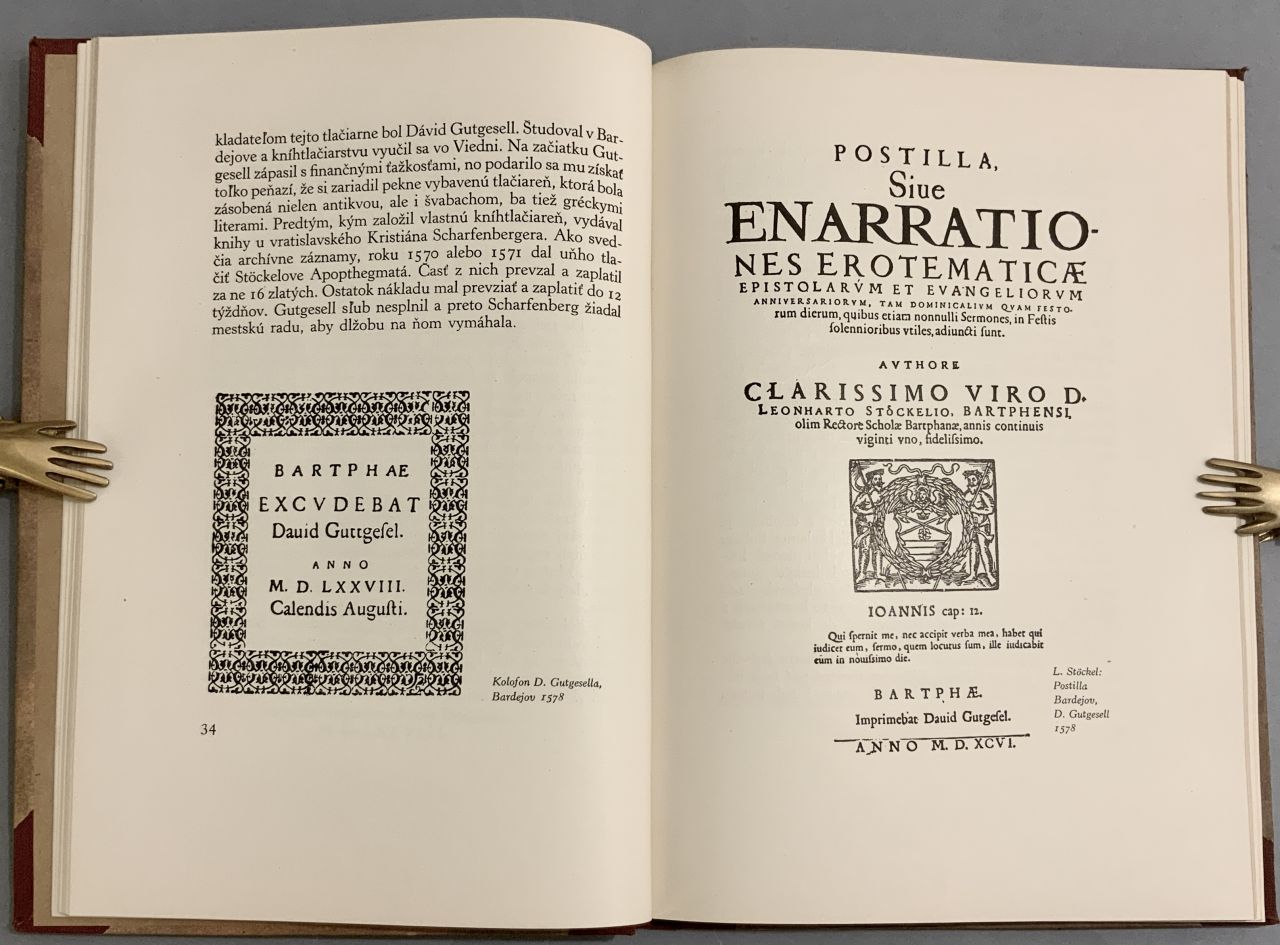 kladateľom tejto tlačiarne bol Dávid Gutgesell. Študoval v Bar-
dejove a kníhtlačiarstvu vyučil sa vo Viedni. Na začiatku Gut-
gesell zápasil s finančnými ťažkosťami, no podarilo sa mu získať
toľko peňazí, že si zariadil pekne vybavenú tlačiareň, ktorá bola
zásobená nielen antikvou, ale i švabachom, ba tiež gréckymi
literami. Predtým, kým založil vlastnú kníhtlačiareň, vydával
knihy u vratislavského Kristiána Scharfenbergera. Ako sved-
čia archívne záznamy, roku 1570 alebo 1571 dal uňho tla-
čiť Stöckelove Apopthegmatá. Časť z nich prevzal a zaplatil
za ne 16 zlatých. Ostatok nákladu mal prevziať a zaplatiť do 12
týždňov. Gutgesell sľub nesplnil a preto Scharfenberg žiadal
mestskú radu, aby dlžobu na ňom vymáhala.
BARTPHAE
EXCVDEBAT
Dauid Guttgeſel.
ANNO
M. D. LXXVIII.
Calendis Auguſti.
Kolofon D. Gutgesella,
Bardejov 1578
34
POSTILLA,
Siue
ENARRATIO-
NES EROTEMATICÆ
EPISTOLARVM ET EVANGELIORVM
ANNIVERSARIORVM, TAM DOMINICALIVM QVAM FESTO-
rum dierum, quibus etiam nonnulli Sermones, in Feſtis
ſolennioribus vtiles, adiuncti ſunt.
AVTHORE
CLARISSIMO VIRO D.
LEONHARTO STÖCKELIO, BARTPHENSI,
olim Rectore Scholæ Bartphanæ, annis continuis
viginti vno, fideliſsimo.
IOANNIS cap: 12.
Qui ſpernit me, nec accipit verba mea, habet qui
iudicet eum, ſermo, quem locutus ſum, ille iudicabit
eum in nouiſsimo die.
BARTPHÆ.
Imprimebat Dauid Gutgeſel.
ANNO M. D. XCVI.
L. Stöckel:
Postilla
Bardejov,
D. Gutgesell
1578